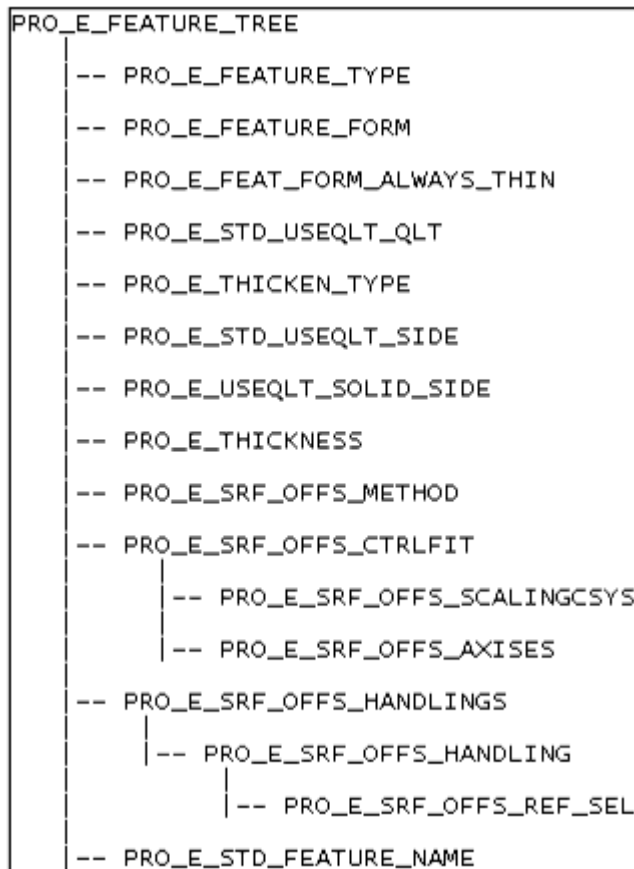 PRO_E_FEATURE_TREE
|-- PRO_E_FEATURE_TYPE
|-- PRO_E_FEATURE_FORM
|-- PRO_E_FEAT_FORM_ALWAYS_THIN
|-- PRO_E_STD_USEQLT_QLT
|-- PRO_E_THICKEN_TYPE
|-- PRO_E_STD_USEQLT_SIDE
|-- PRO_E_USEQLT_SOLID_SIDE
|-- PRO_E_THICKNESS
|-- PRO_E_SRF_OFFS_METHOD
|-- PRO_E_SRF_OFFS_CTRLFIT
|-- PRO_E_SRF_OFFS_SCALINGCSYS
|-- PRO_E_SRF_OFFS_AXISES
|-- PRO_E_SRF_OFFS_HANDLINGS
|-- PRO_E_SRF_OFFS_HANDLING
|-- PRO_E_SRF_OFFS_REF_SEL
|-- PRO_E_STD_FEATURE_NAME